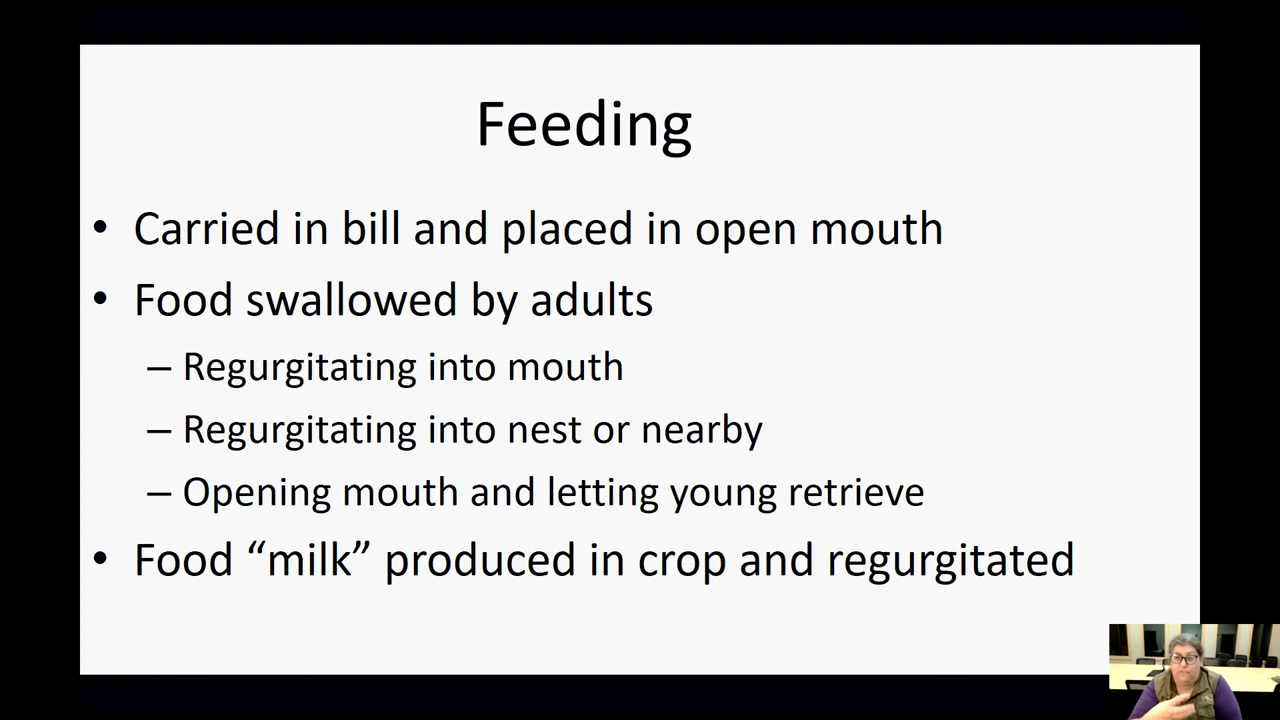 Feeding
• Carried in bill and placed in open mouth
• Food swallowed by adults
– Regurgitating into mouth
– Regurgitating into nest or nearby
– Opening mouth and letting young retrieve
• Food “milk” produced in crop and regurgitated